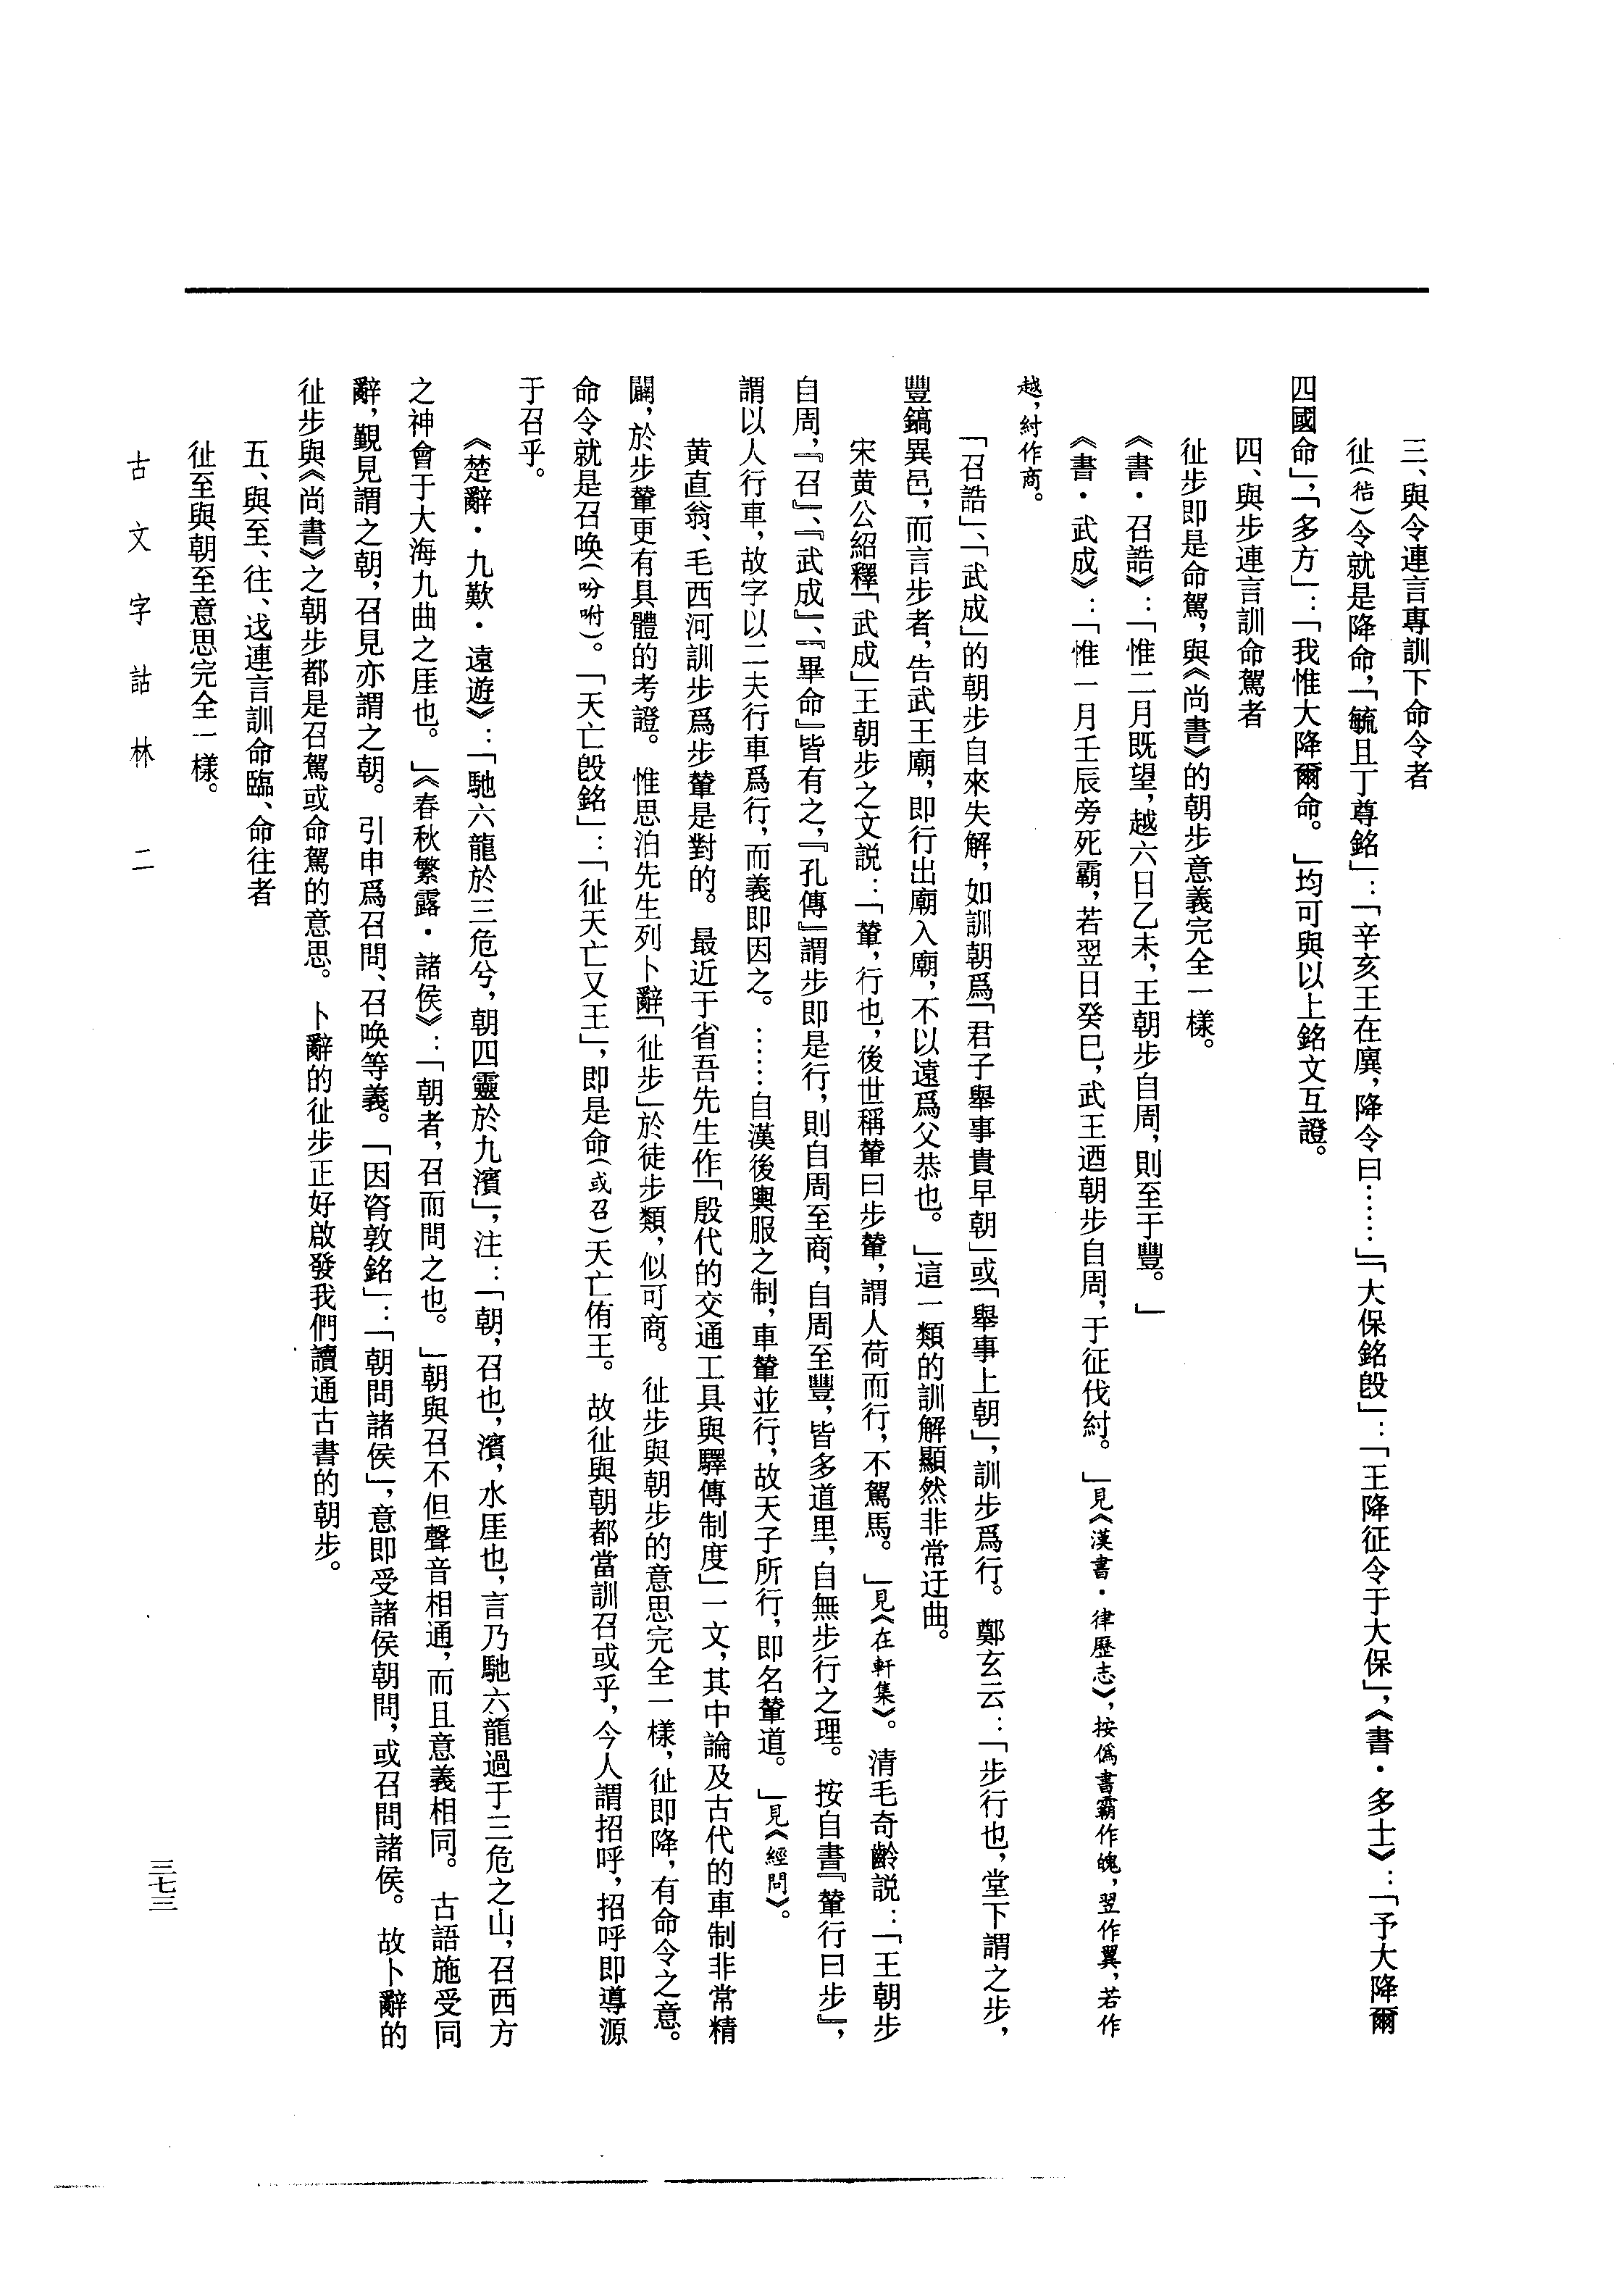 三、與令連言專訓下命令者
㣟(𢓊)令就是降命,「毓且丁尊銘」:「辛亥王在廙,降令曰……」「大保銘𣪘」:「王降征令于大保」,《書·多士》:「予大降爾
四國命」,「多方」:「我惟大降爾命。」均可與以上銘文互證。
四、與步連言訓命駕者
㣟步即是命駕,與《尚書》的朝步意義完全一樣。
《書·召誥》:「惟二月既望,越六日乙未,王朝步自周,則至于豐。」
《書·武成》:「惟一月壬辰旁死霸,若翌日癸巳,武王迺朝步自周,于征伐紂。」見《漢書·律歷志》,按僞書霸作魄,翌作翼,若作
越,紂作商。
「召誥」、「武成」的朝步自來失解,如訓朝爲「君子舉事貴早朝」或「舉事上朝」,訓步爲行。鄭玄云:「步行也,堂下謂之步,
豐鎬異邑,而言步者,告武王廟,即行出廟入廟,不以遠爲父恭也。」這一類的訓解顯然非常迂曲。
宋黃公紹釋「武成」王朝步之文説:「輦,行也,後世稱輦曰步輦,謂人荷而行,不駕馬。」見《在軒集》。清毛奇齡説:「王朝步
自周,『召』、『武成』、『畢命』皆有之,『孔傳』謂步即是行,則自周至商,自周至豐,皆多道里,自無步行之理。按自書『輦行曰步』,
謂以人行車,故字以二夫行車爲行,而義即因之。……自漢後輿服之制,車輦並行,故天子所行,即名輦道。」見《經問》。
黃直翁、毛西河訓步爲步輦是對的。最近于省吾先生作「殷代的交通工具與驛傳制度」一文,其中論及古代的車制非常精
闢,於步輦更有具體的考證。惟思泊先生列卜辭「㣟步」於徒步類,似可商。㣟步與朝步的意思完全一樣,㣟即降,有命令之意。
命令就是召唤(吩咐)。「天亡𣪘銘」:「㣟天亡又王」,即是命(或召)天亡侑王。故㣟與朝都當訓召或乎,今人謂招呼,招呼即導源
于召乎。
《楚辭·九歎·遠遊》:「馳六龍於三危兮,朝四靈於九濱」,注:「朝,召也,濱,水厓也,言乃馳六龍過于三危之山,召西方
之神會于大海九曲之厓也。」《春秋繁露·諸侯》:「朝者,召而問之也。」朝與召不但聲音相通,而且意義相同。古語施受同
辭,覲見謂之朝,召見亦謂之朝。引申爲召問、召唤等義。「因𬁼敦銘」:「朝問諸侯」,意即受諸侯朝問,或召問諸侯。故卜辭的
㣟步與《尚書》之朝步都是召駕或命駕的意思。卜辭的㣟步正好啟發我們讀通古書的朝步。
五、與至、往、𢓊連言訓命臨、命往者
㣟至與朝至意思完全一樣。
古文字詁林 二
三七三